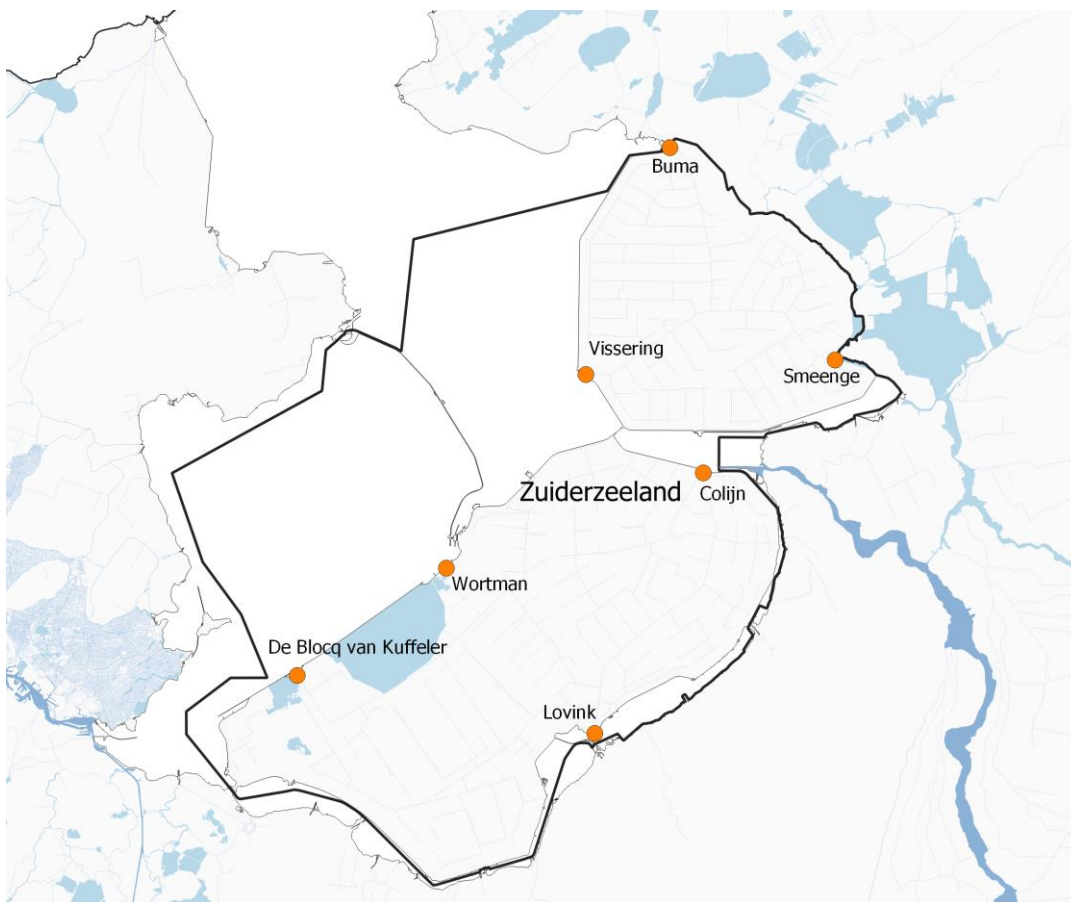 Buma
Vissering
Smeenge
Zuiderzeeland
Colijn
Wortman
De Blocq van Kuffeler
Lovink